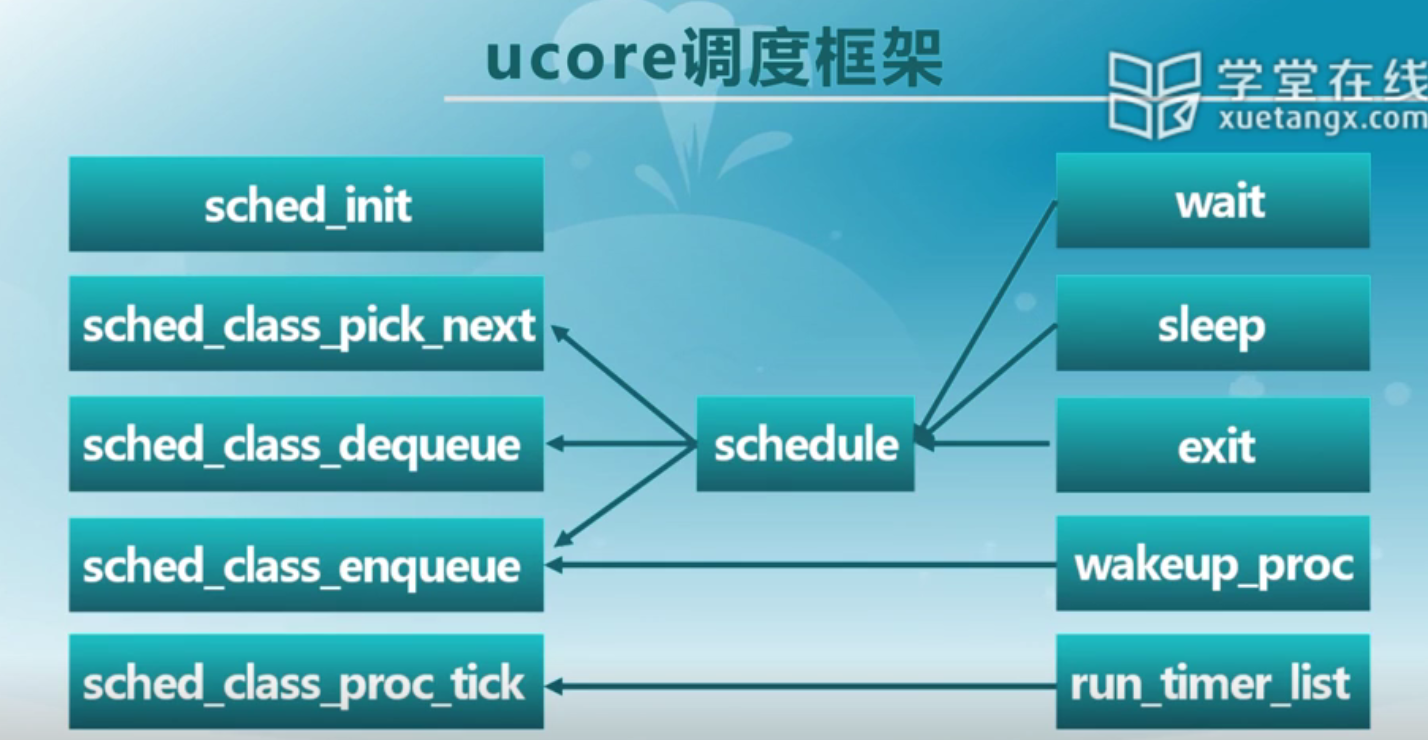 ucore调度框架
学堂在线
xuetangx.com
sched_init
wait
sched_class_pick_next
sleep
sched_class_dequeue
schedule
exit
sched_class_enqueue
wakeup_proc
sched_class_proc_tick
run_timer_list